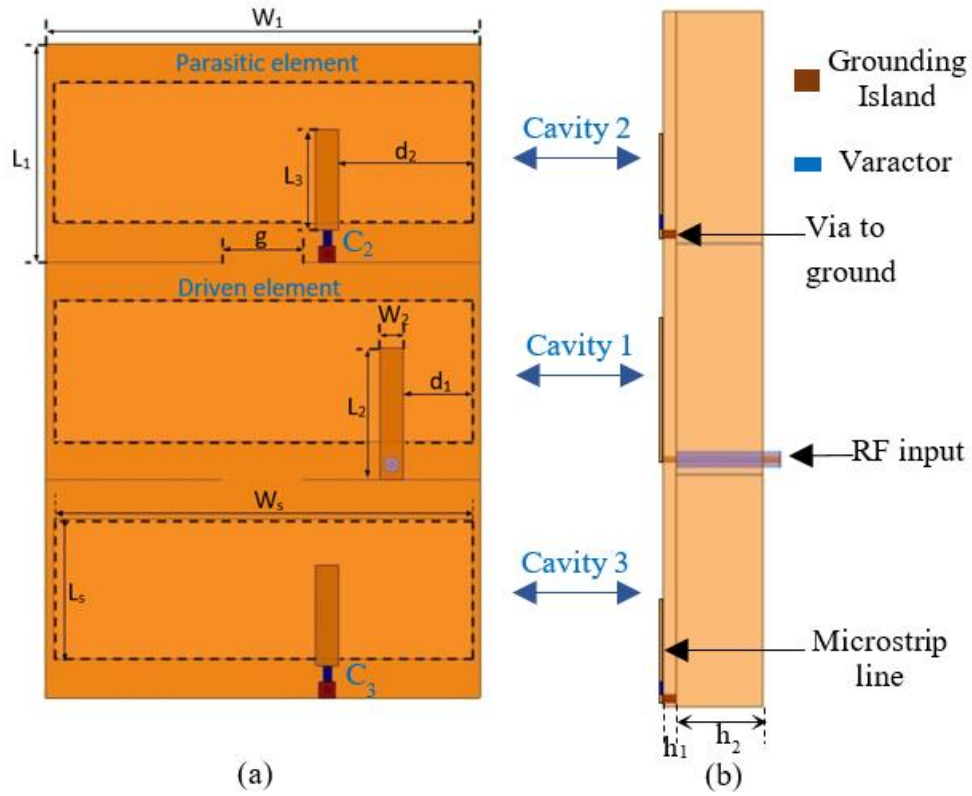 W₁
Parasitic element
L₁
L₃
d₂
g
C₂
Driven element
W₂
L₂
d₁
Wₛ
Lₛ
C₃
(a)
Cavity 2
Cavity 1
Cavity 3
Grounding
Island
Varactor
Via to
ground
RF input
Microstrip
line
h₁
h₂
(b)